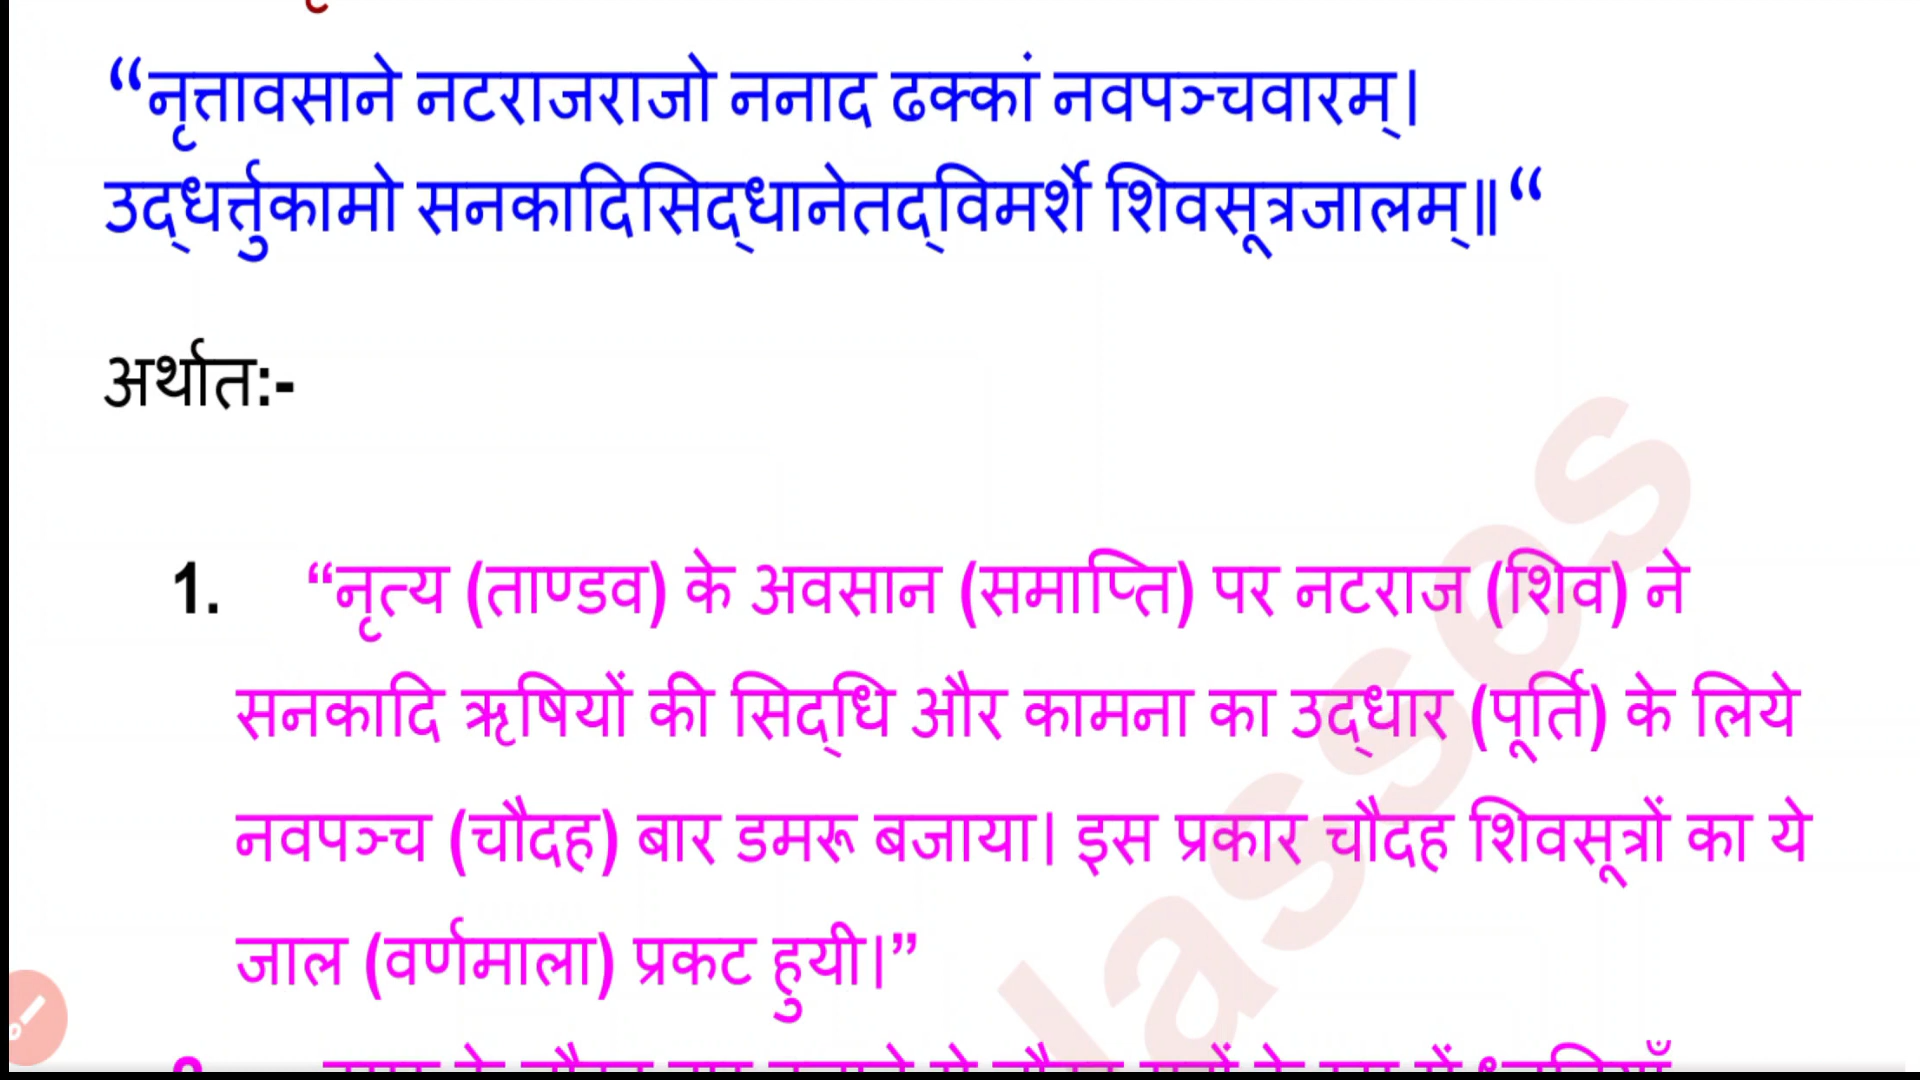 “नृत्तावसाने नटराजराजो ननाद ढक्कां नवपञ्चवारम्।
उद्धर्त्तुकामो सनकादिसिद्धानेतद्विमर्शे शिवसूत्रजालम्॥“
अर्थात:-
1. “नृत्य (ताण्डव) के अवसान (समाप्ति) पर नटराज (शिव) ने
सनकादि ऋषियों की सिद्धि और कामना का उद्धार (पूर्ति) के लिये
नवपञ्च (चौदह) बार डमरू बजाया। इस प्रकार चौदह शिवसूत्रों का ये
जाल (वर्णमाला) प्रकट हुयी।”
lasses